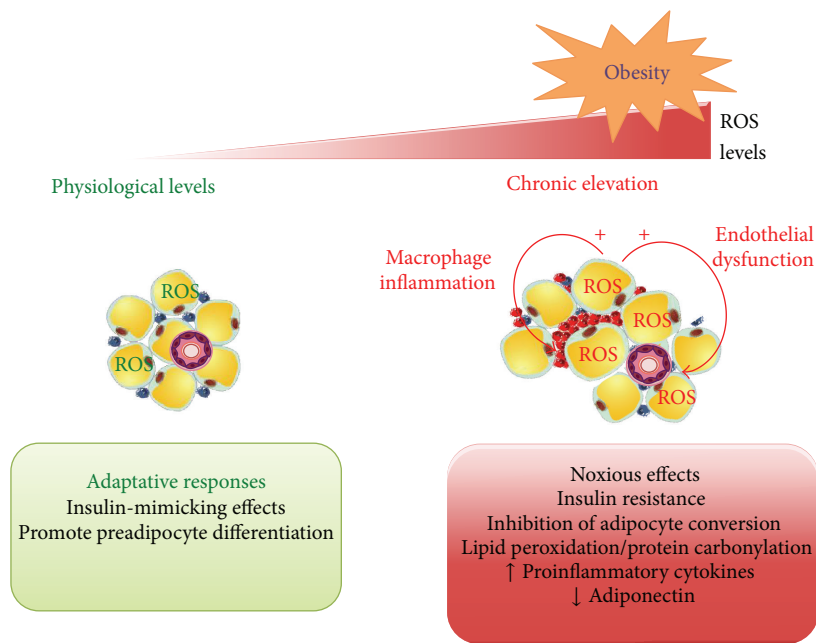 Obesity
ROS
levels
Physiological levels
Chronic elevation
Macrophage
inflammation
+ +
Endothelial
dysfunction
ROS
ROS
ROS
ROS
ROS
ROS
Adaptative responses
Insulin-mimicking effects
Promote preadipocyte differentiation
Noxious effects
Insulin resistance
Inhibition of adipocyte conversion
Lipid peroxidation/protein carbonylation
↑ Proinflammatory cytokines
↓ Adiponectin